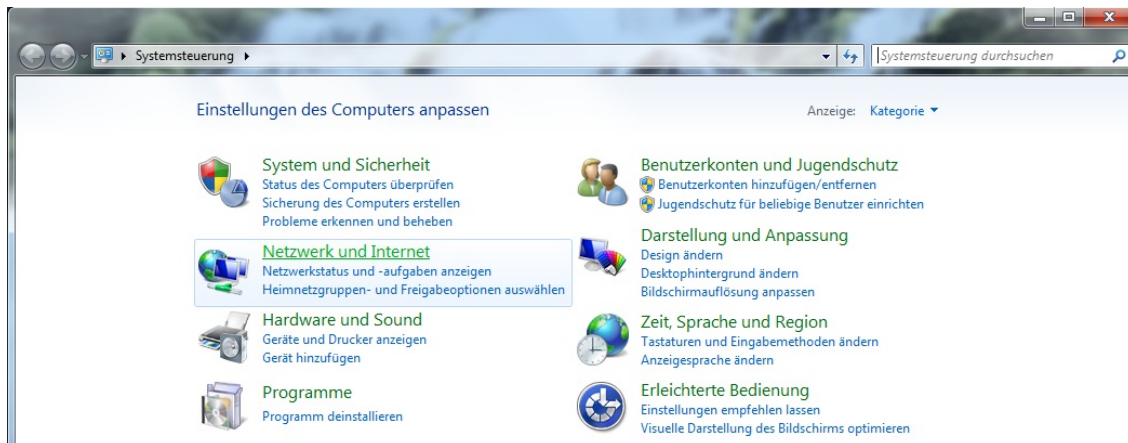 Systemsteuerung
Systemsteuerung durchsuchen
Einstellungen des Computers anpassen
Anzeige: Kategorie
System und Sicherheit
Status des Computers überprüfen
Sicherung des Computers erstellen
Probleme erkennen und beheben
Netzwerk und Internet
Netzwerkstatus und -aufgaben anzeigen
Heimnetzgruppen- und Freigabeoptionen auswählen
Hardware und Sound
Geräte und Drucker anzeigen
Gerät hinzufügen
Programme
Programm deinstallieren
Benutzerkonten und Jugendschutz
Benutzerkonten hinzufügen/entfernen
Jugendschutz für beliebige Benutzer einrichten
Darstellung und Anpassung
Design ändern
Desktophintergrund ändern
Bildschirmauflösung anpassen
Zeit, Sprache und Region
Tastaturen und Eingabemethoden ändern
Anzeigesprache ändern
Erleichterte Bedienung
Einstellungen empfehlen lassen
Visuelle Darstellung des Bildschirms optimieren